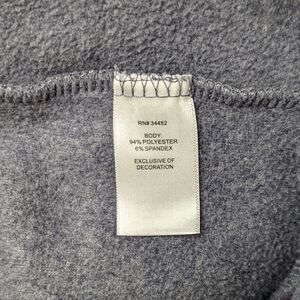 RN# 34452
BODY:
94% POLYESTER
6% SPANDEX
EXCLUSIVE OF
DECORATION